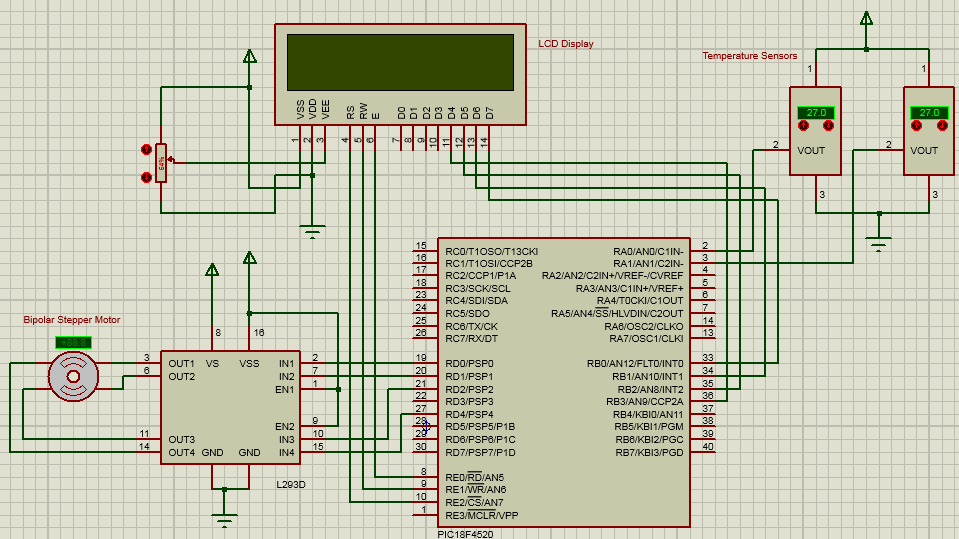 LCD Display
Temperature Sensors
VSS VDD VEE RS RW E D0 D1 D2 D3 D4 D5 D6 D7
1 2 3 4 5 6 7 8 9 10 11 12 13 14
64%
1
27.0
2 VOUT
3
1
27.0
2 VOUT
3
15 RC0/T1OSO/T13CKI RA0/AN0/C1IN- 2
16 RC1/T1OSI/CCP2B RA1/AN1/C2IN- 3
17 RC2/CCP1/P1A RA2/AN2/C2IN+/VREF-/CVREF 4
18 RC3/SCK/SCL RA3/AN3/C1IN+/VREF+ 5
23 RC4/SDI/SDA RA4/T0CKI/C1OUT 6
24 RC5/SDO RA5/AN4/SS/HLVDIN/C2OUT 7
25 RC6/TX/CK RA6/OSC2/CLKO 14
26 RC7/RX/DT RA7/OSC1/CLKI 13
19 RD0/PSP0 RB0/AN12/FLT0/INT0 33
20 RD1/PSP1 RB1/AN10/INT1 34
21 RD2/PSP2 RB2/AN8/INT2 35
22 RD3/PSP3 RB3/AN9/CCP2A 36
27 RD4/PSP4 RB4/KBI0/AN11 37
28 RD5/PSP5/P1B RB5/KBI1/PGM 38
29 RD6/PSP6/P1C RB6/KBI2/PGC 39
30 RD7/PSP7/P1D RB7/KBI3/PGD 40
8 RE0/RD/AN5
9 RE1/WR/AN6
10 RE2/CS/AN7
1 RE3/MCLR/VPP
PIC18F4520
Bipolar Stepper Motor
8 16
3 OUT1 VS VSS IN1 2
6 OUT2 IN2 7
EN1 1
EN2 9
11 OUT3 IN3 10
14 OUT4 GND GND IN4 15
L293D